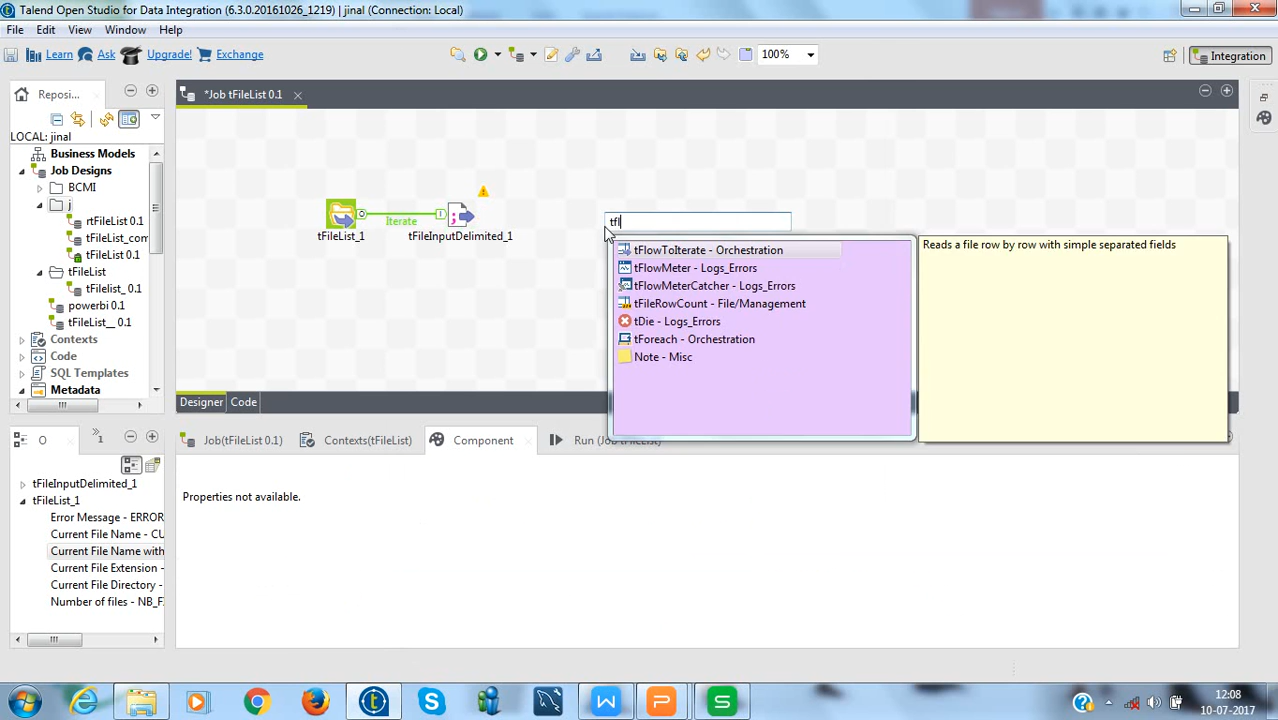 Talend Open Studio for Data Integration (6.3.0.20161026_1219) | jinal (Connection: Local)
File Edit View Window Help
Learn Ask Upgrade! Exchange 100% Integration
Reposi... *Job tFileList 0.1
LOCAL: jinal
Business Models
Job Designs
BCMI
j
rtFileList 0.1
tFileList_com
tFileList 0.1
tFileList
tFilelist_ 0.1
powerbi 0.1
tFileList__ 0.1
Contexts
Code
SQL Templates
Metadata
Iterate
tFileList_1 tFileInputDelimited_1
tfl
tFlowToIterate - Orchestration
tFlowMeter - Logs_Errors
tFlowMeterCatcher - Logs_Errors
tFileRowCount - File/Management
tDie - Logs_Errors
tForeach - Orchestration
Note - Misc
Reads a file row by row with simple separated fields
Designer Code
O Job(tFileList 0.1) Contexts(tFileList) Component Run (Job tFileList)
tFileInputDelimited_1
tFileList_1
Error Message - ERROR
Current File Name - CU
Current File Name with
Current File Extension -
Current File Directory -
Number of files - NB_FI
Properties not available.
12:08
10-07-2017